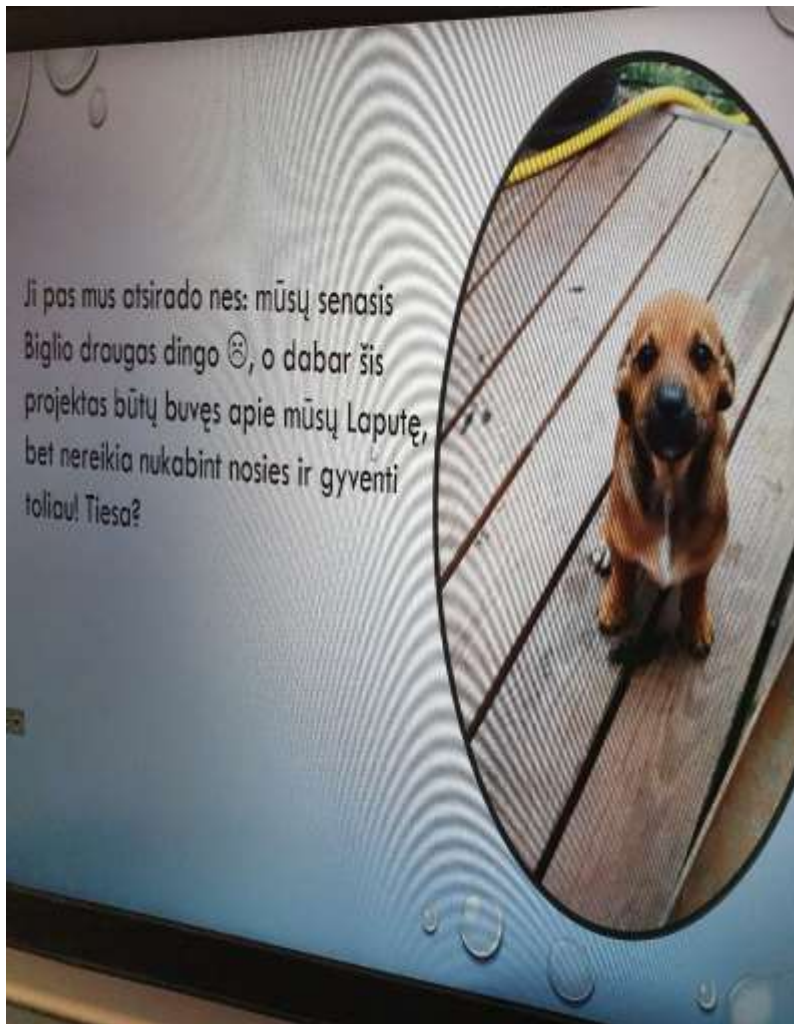 Ji pas mus atsirado nes: mūsų senasis
Biglio draugas dingo ☹, o dabar šis
projektas būtų buvęs apie mūsų Laputę,
bet nereikia nukabint nosies ir gyventi
toliau! Tiesa?